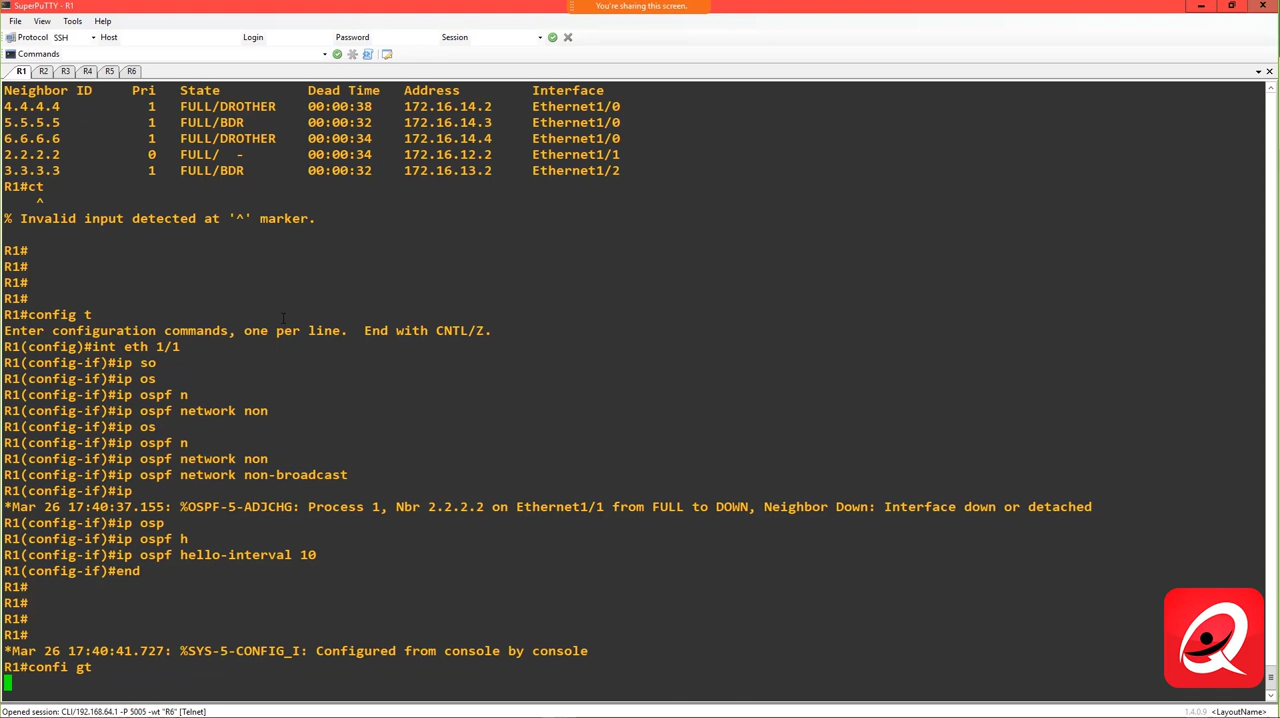 SuperPuTTY - R1
You're sharing this screen.
File View Tools Help
Protocol SSH Host Login Password Session
Commands
R1 R2 R3 R4 R5 R6
Neighbor ID Pri State Dead Time Address Interface
4.4.4.4 1 FULL/DROTHER 00:00:38 172.16.14.2 Ethernet1/0
5.5.5.5 1 FULL/BDR 00:00:32 172.16.14.3 Ethernet1/0
6.6.6.6 1 FULL/DROTHER 00:00:34 172.16.14.4 Ethernet1/0
2.2.2.2 0 FULL/ - 00:00:34 172.16.12.2 Ethernet1/1
3.3.3.3 1 FULL/BDR 00:00:32 172.16.13.2 Ethernet1/2
R1#ct
^
% Invalid input detected at '^' marker.
R1#
R1#
R1#
R1#
R1#config t
Enter configuration commands, one per line. End with CNTL/Z.
R1(config)#int eth 1/1
R1(config-if)#ip so
R1(config-if)#ip os
R1(config-if)#ip ospf n
R1(config-if)#ip ospf network non
R1(config-if)#ip os
R1(config-if)#ip ospf n
R1(config-if)#ip ospf network non
R1(config-if)#ip ospf network non-broadcast
R1(config-if)#ip
*Mar 26 17:40:37.155: %OSPF-5-ADJCHG: Process 1, Nbr 2.2.2.2 on Ethernet1/1 from FULL to DOWN, Neighbor Down: Interface down or detached
R1(config-if)#ip osp
R1(config-if)#ip ospf h
R1(config-if)#ip ospf hello-interval 10
R1(config-if)#end
R1#
R1#
R1#
R1#
*Mar 26 17:40:41.727: %SYS-5-CONFIG_I: Configured from console by console
R1#confi gt
Opened session: CLI/192.168.64.1 -P 5005 -wt "R6" [Telnet] 1.4.0.9 <LayoutName>